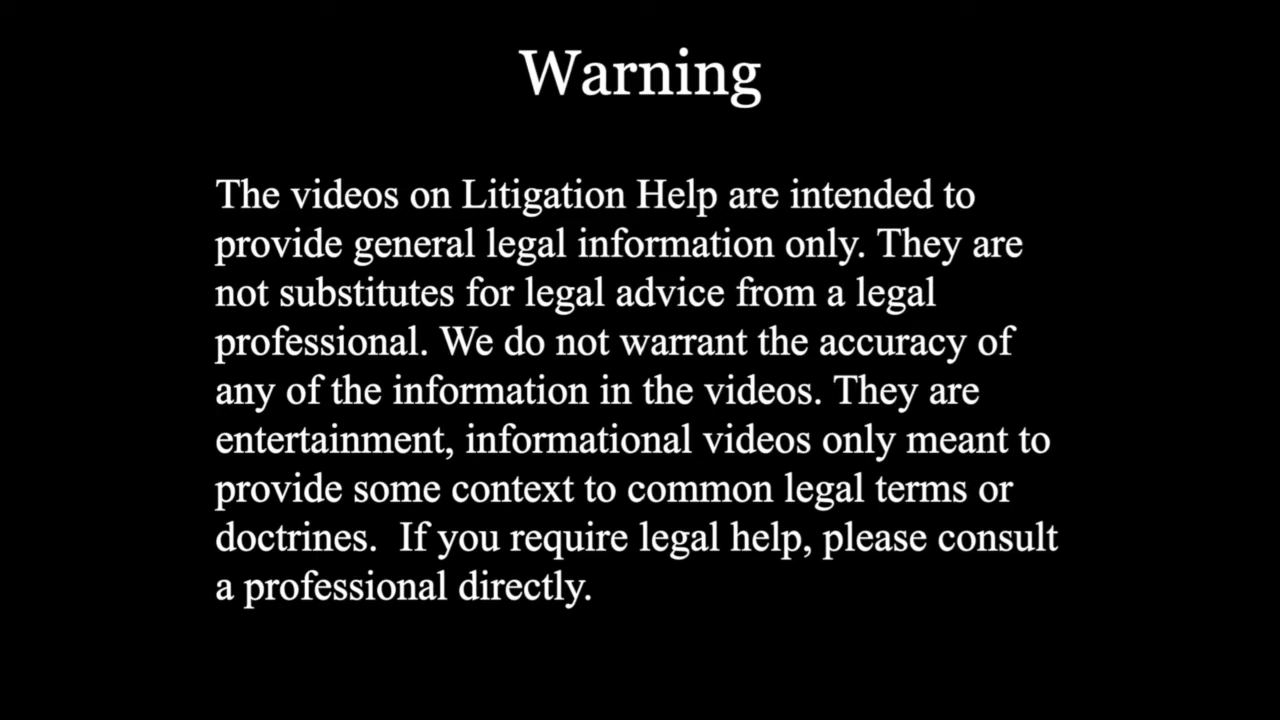 Warning
The videos on Litigation Help are intended to
provide general legal information only. They are
not substitutes for legal advice from a legal
professional. We do not warrant the accuracy of
any of the information in the videos. They are
entertainment, informational videos only meant to
provide some context to common legal terms or
doctrines.  If you require legal help, please consult
a professional directly.